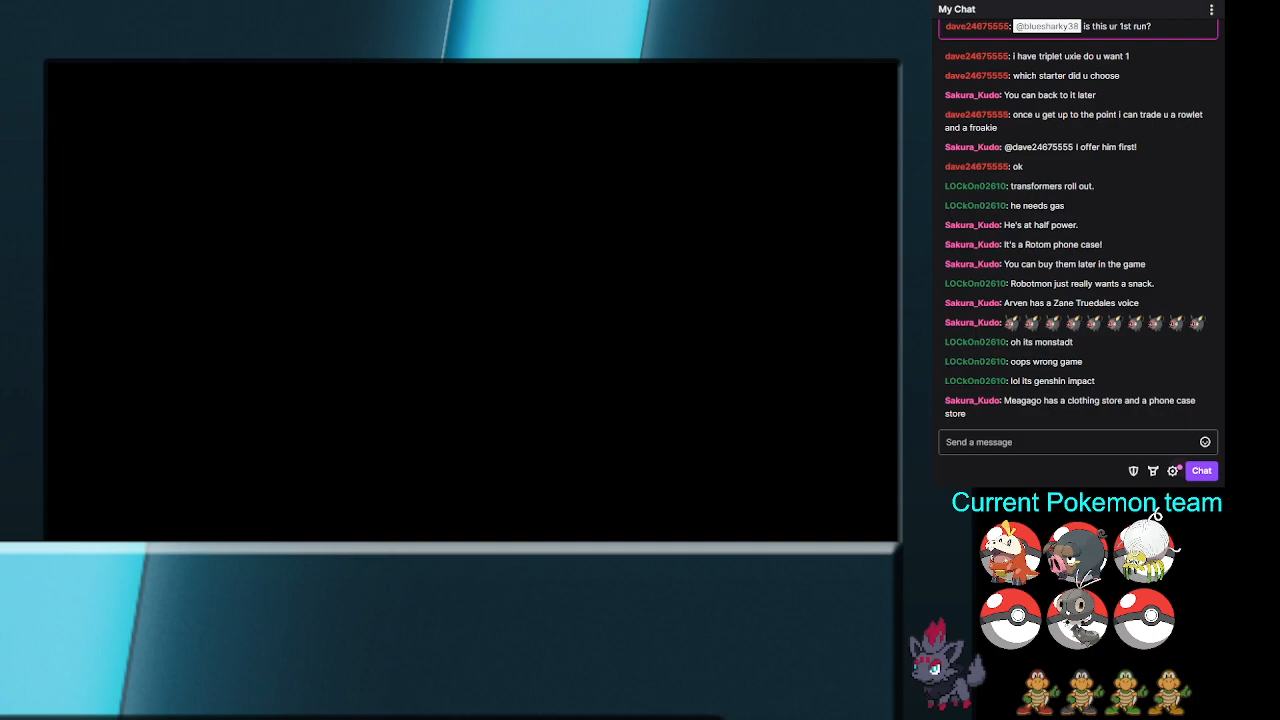 My Chat
dave24675555: @bluesharky38 is this ur 1st run?
dave24675555: i have triplet uxie do u want 1
dave24675555: which starter did u choose
Sakura_Kudo: You can back to it later
dave24675555: once u get up to the point i can trade u a rowlet
and a froakie
Sakura_Kudo: @dave24675555 I offer him first!
dave24675555: ok
LOCkOn02610: transformers roll out.
LOCkOn02610: he needs gas
Sakura_Kudo: He's at half power.
Sakura_Kudo: It's a Rotom phone case!
Sakura_Kudo: You can buy them later in the game
LOCkOn02610: Robotmon just really wants a snack.
Sakura_Kudo: Arven has a Zane Truedales voice
Sakura_Kudo:
LOCkOn02610: oh its monstadt
LOCkOn02610: oops wrong game
LOCkOn02610: lol its genshin impact
Sakura_Kudo: Meagago has a clothing store and a phone case
store
Send a message
Chat
Current Pokemon team